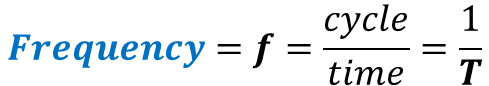 Frequency = f = cycle/time = 1/T